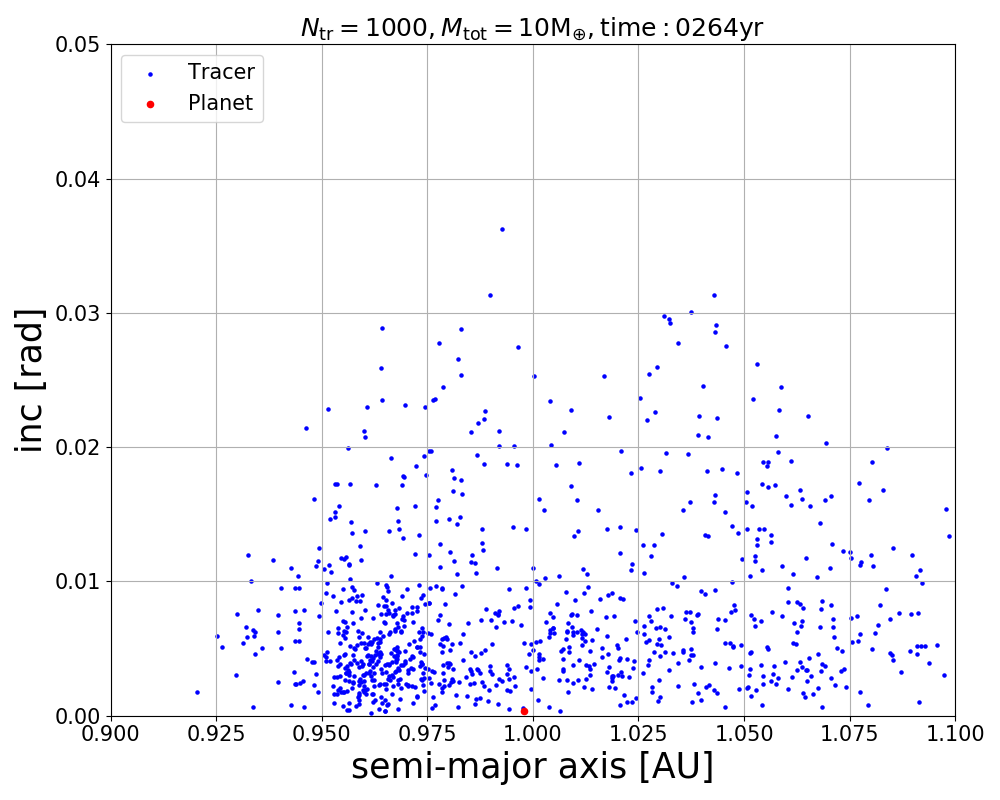 N_tr = 1000, M_tot = 10M_⊕, time : 0264yr
Tracer
Planet
inc [rad]
0.05
0.04
0.03
0.02
0.01
0.00
0.900 0.925 0.950 0.975 1.000 1.025 1.050 1.075 1.100
semi-major axis [AU]